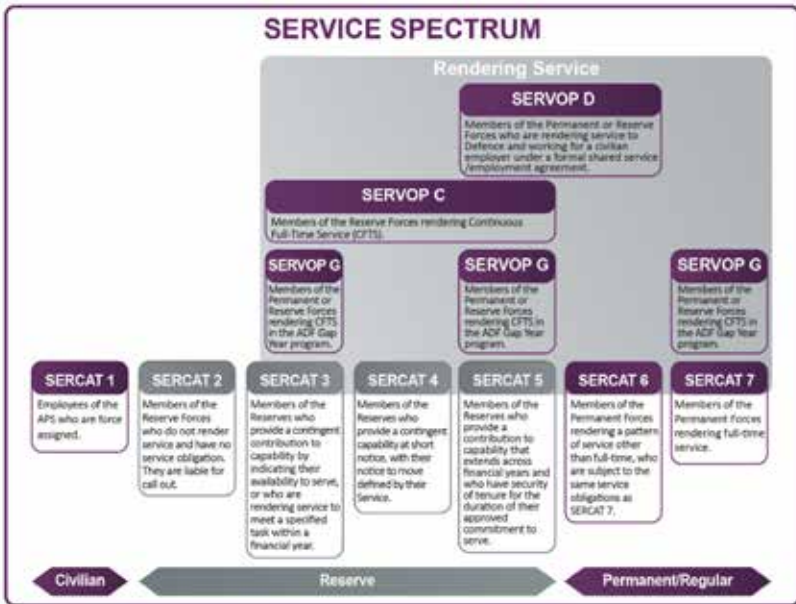 SERVICE SPECTRUM
Rendering Service
SERVOP D
Members of the Permanent or Reserve
Forces who are rendering service to
Defence and working for a civilian
employer under a formal shared service
/employment agreement.
SERVOP C
Members of the Reserve Forces rendering Continuous
Full-Time Service (CFTS).
SERVOP G
Members of the
Permanent or
Reserve Forces
rendering CFTS
in the ADF Gap
Year program.
SERVOP G
Members of the
Permanent or
Reserve Forces
rendering CFTS in
the ADF Gap Year
program.
SERVOP G
Members of the
Permanent or
Reserve Forces
rendering CFTS in
the ADF Gap Year
program.
SERCAT 1
Employees of the
APS who are force
assigned.
SERCAT 2
Members of the
Reserve Forces
who do not render
service and have no
service obligation.
They are liable for
call out.
SERCAT 3
Members of the
Reserves who
provide a contingent
contribution to
capability by
indicating their
availability to serve,
or who are
rendering service to
meet a specified
task within a
financial year.
SERCAT 4
Members of the
Reserves who
provide a contingent
capability at short
notice, with their
notice to move
defined by their
Service.
SERCAT 5
Members of the
Reserves who
provide a
contribution to
capability that
extends across
financial years and
who have security
of tenure for the
duration of their
approved
commitment to
serve.
SERCAT 6
Members of the
Permanent Forces
rendering a pattern
of service other
than full-time, who
are subject to the
same service
obligations as
SERCAT 7.
SERCAT 7
Members of the
Permanent Forces
rendering full-time
service.
Civilian
Reserve
Permanent/Regular